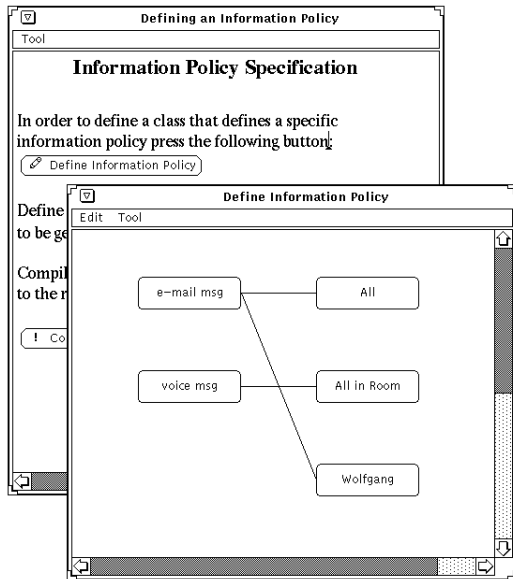 Defining an Information Policy
Tool
Information Policy Specification
In order to define a class that defines a specific
information policy press the following button:
Define Information Policy
Define
to be ge
Compil
to the r
! Co
Define Information Policy
Edit Tool
e-mail msg All
voice msg All in Room
Wolfgang